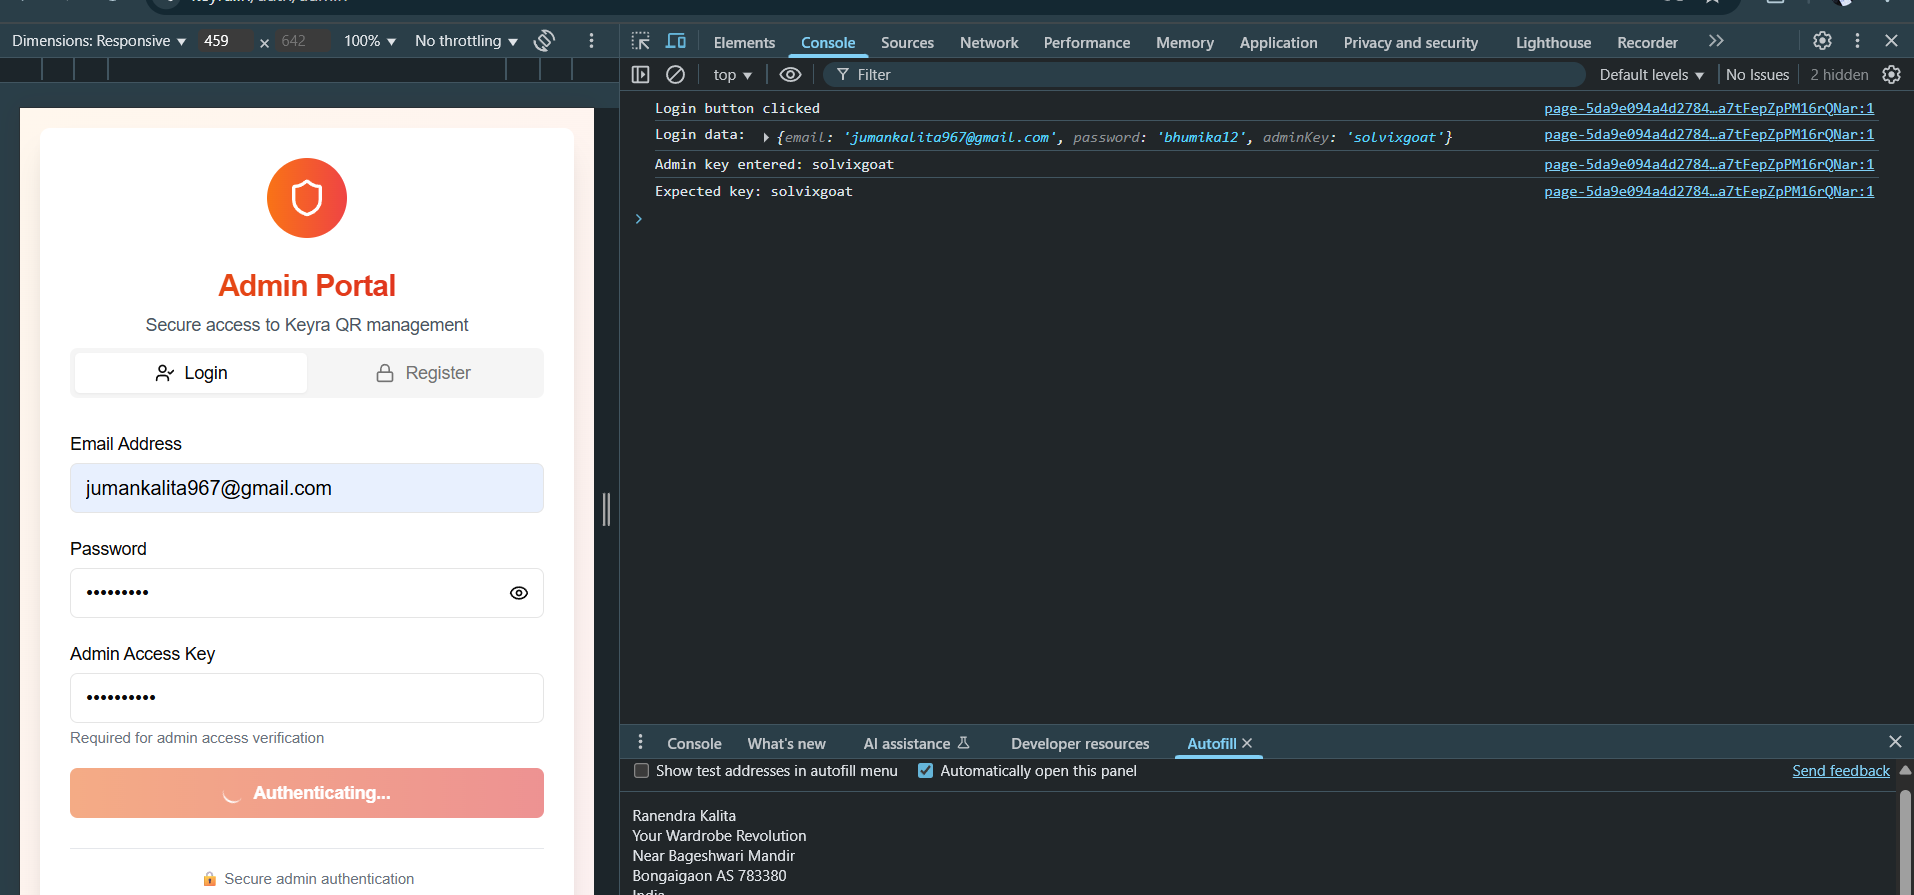 Dimensions: Responsive 459 × 642 100% No throttling
Elements Console Sources Network Performance Memory Application Privacy and security Lighthouse Recorder
top Filter Default levels No Issues 2 hidden
Login button clicked page-5da9e094a4d2784…a7tFepZpPM16rQNar:1
Login data: {email: 'jumankalita967@gmail.com', password: 'bhumika12', adminKey: 'solvixgoat'} page-5da9e094a4d2784…a7tFepZpPM16rQNar:1
Admin key entered: solvixgoat page-5da9e094a4d2784…a7tFepZpPM16rQNar:1
Expected key: solvixgoat page-5da9e094a4d2784…a7tFepZpPM16rQNar:1
Admin Portal
Secure access to Keyra QR management
Login Register
Email Address
jumankalita967@gmail.com
Password
•••••••••
Admin Access Key
••••••••••
Required for admin access verification
Authenticating...
Secure admin authentication
Console What's new AI assistance Developer resources Autofill
Show test addresses in autofill menu Automatically open this panel Send feedback
Ranendra Kalita
Your Wardrobe Revolution
Near Bageshwari Mandir
Bongaigaon AS 783380
India